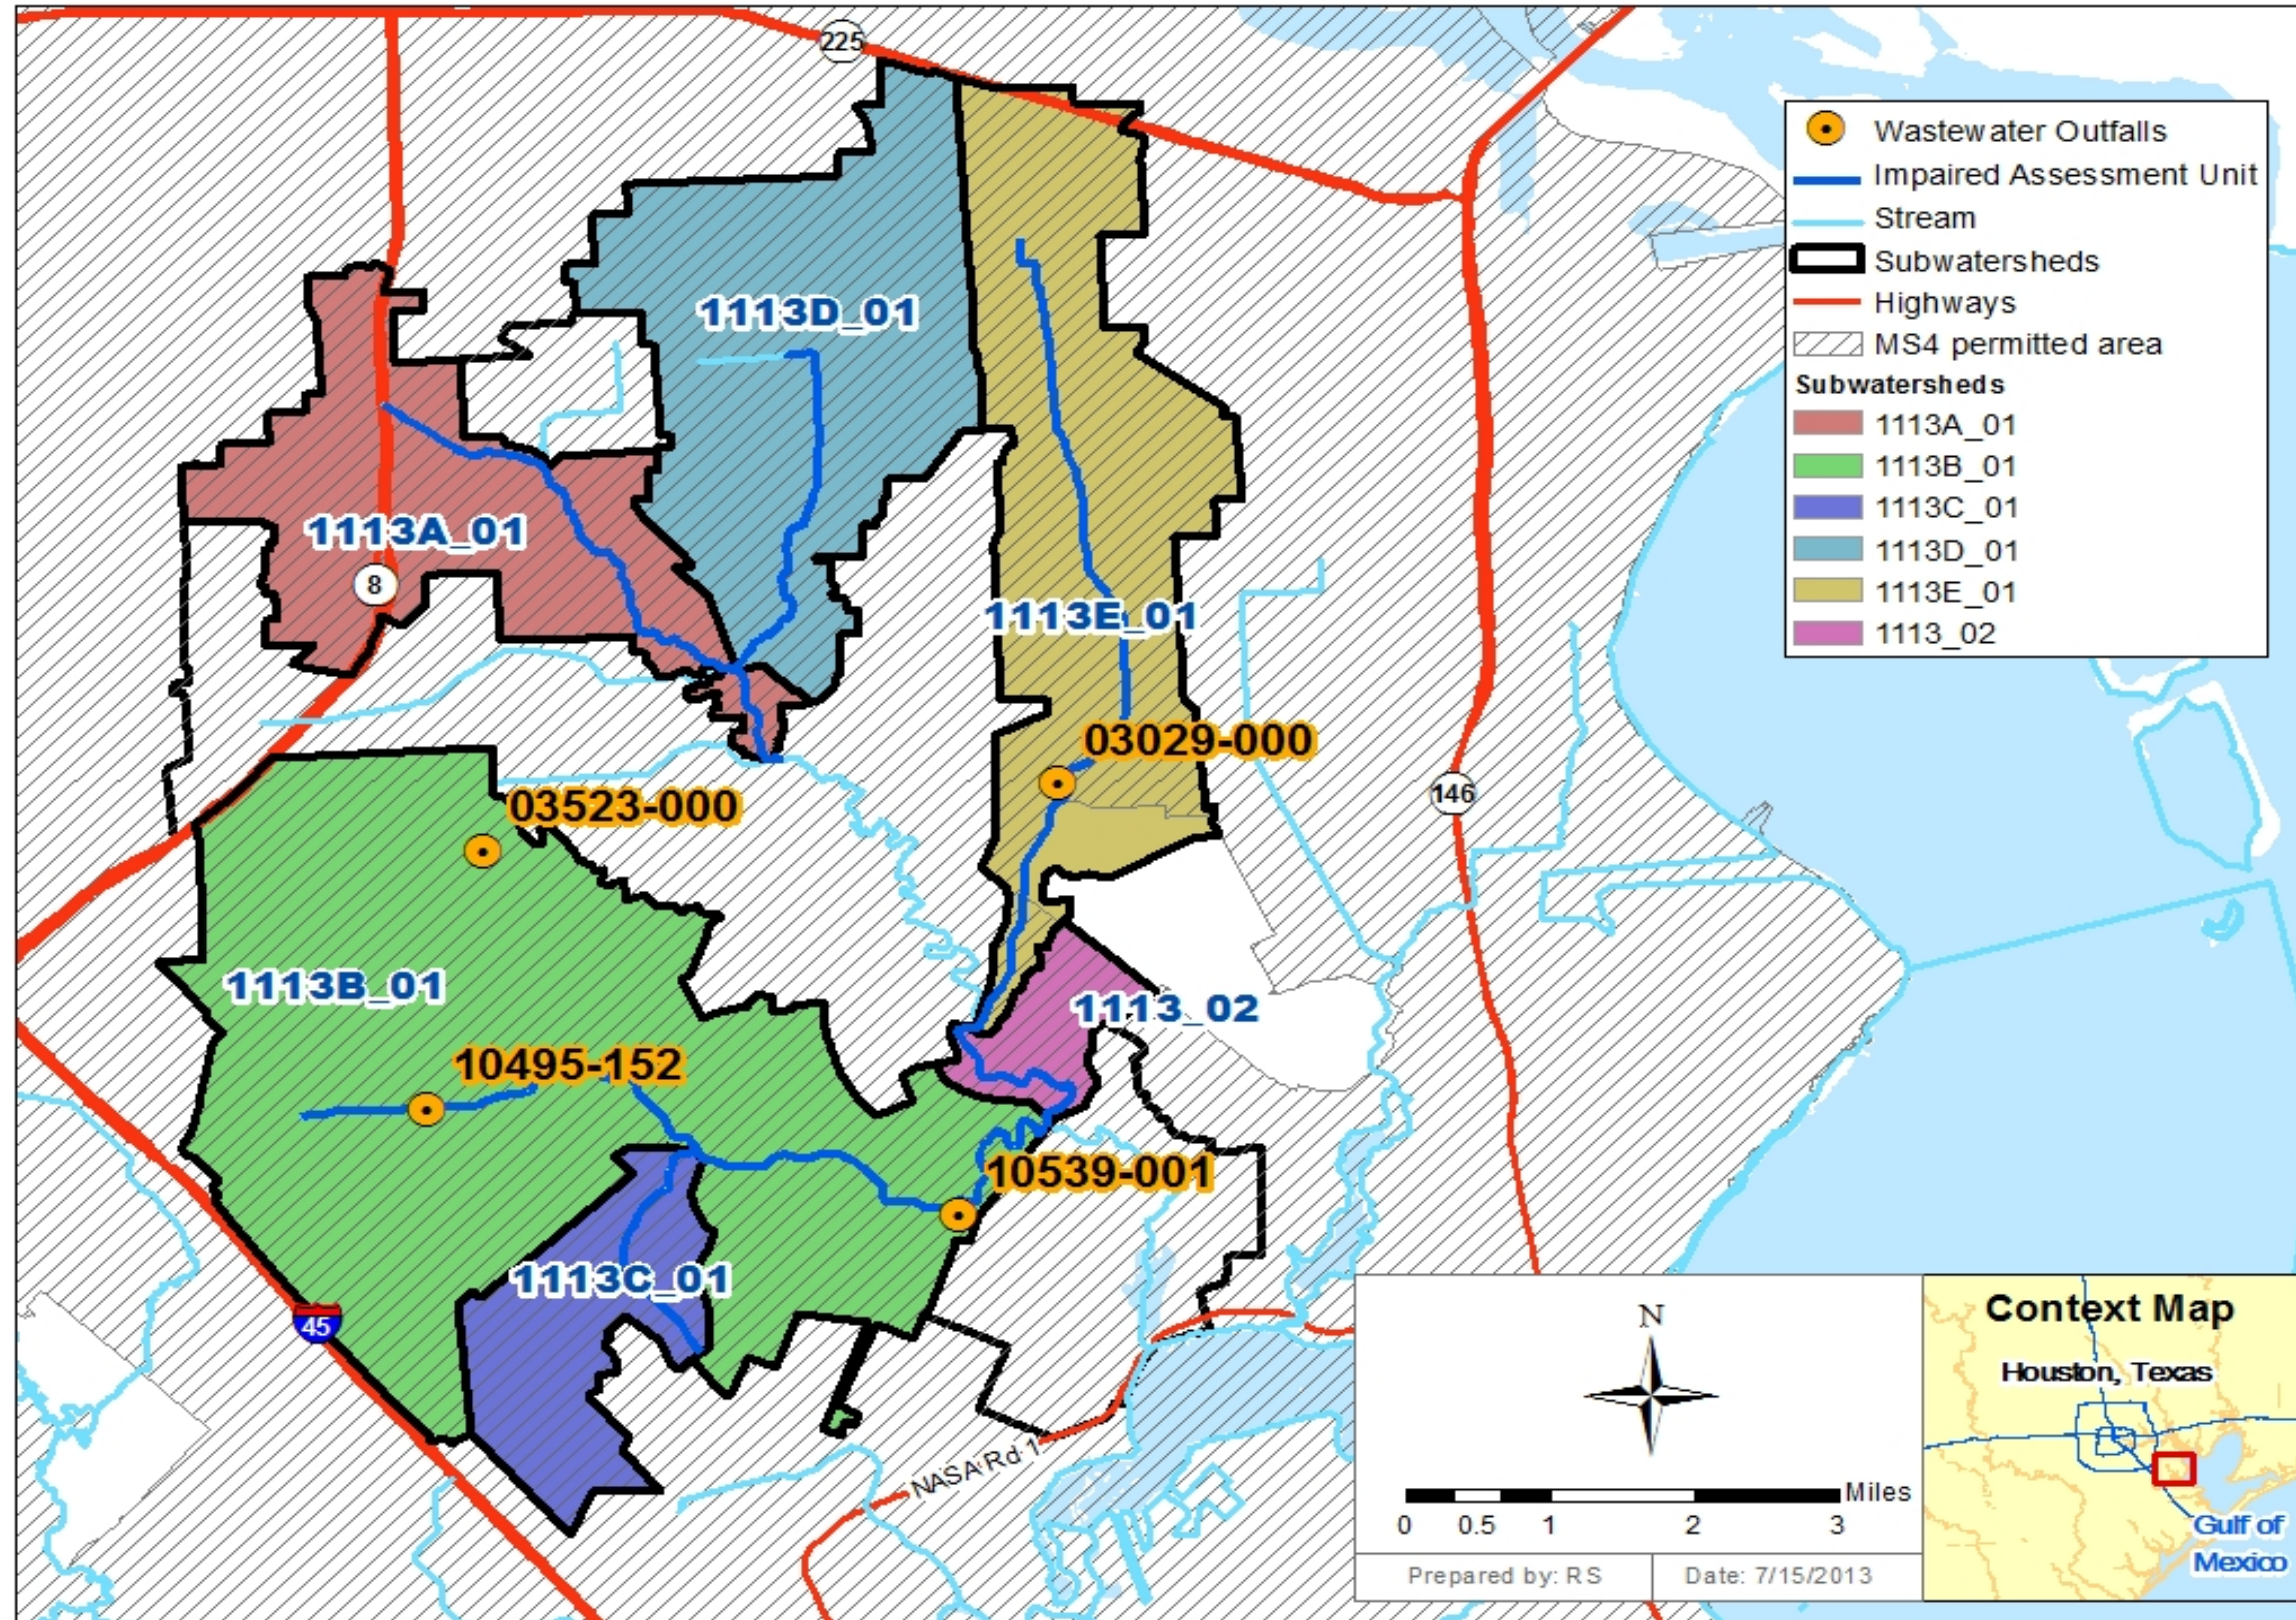 225
Wastewater Outfalls
Impaired Assessment Unit
Stream
Subwatersheds
Highways
MS4 permitted area
Subwatersheds
1113A_01
1113B_01
1113C_01
1113D_01
1113E_01
1113_02
1113D_01
1113A_01
8
1113E_01
03029-000
03523-000
146
1113B_01
1113_02
10495-152
10539-001
1113C_01
45
NASA Rd 1
N
Miles
0 0.5 1 2 3
Prepared by: RS
Date: 7/15/2013
Context Map
Houston, Texas
Gulf of
Mexico